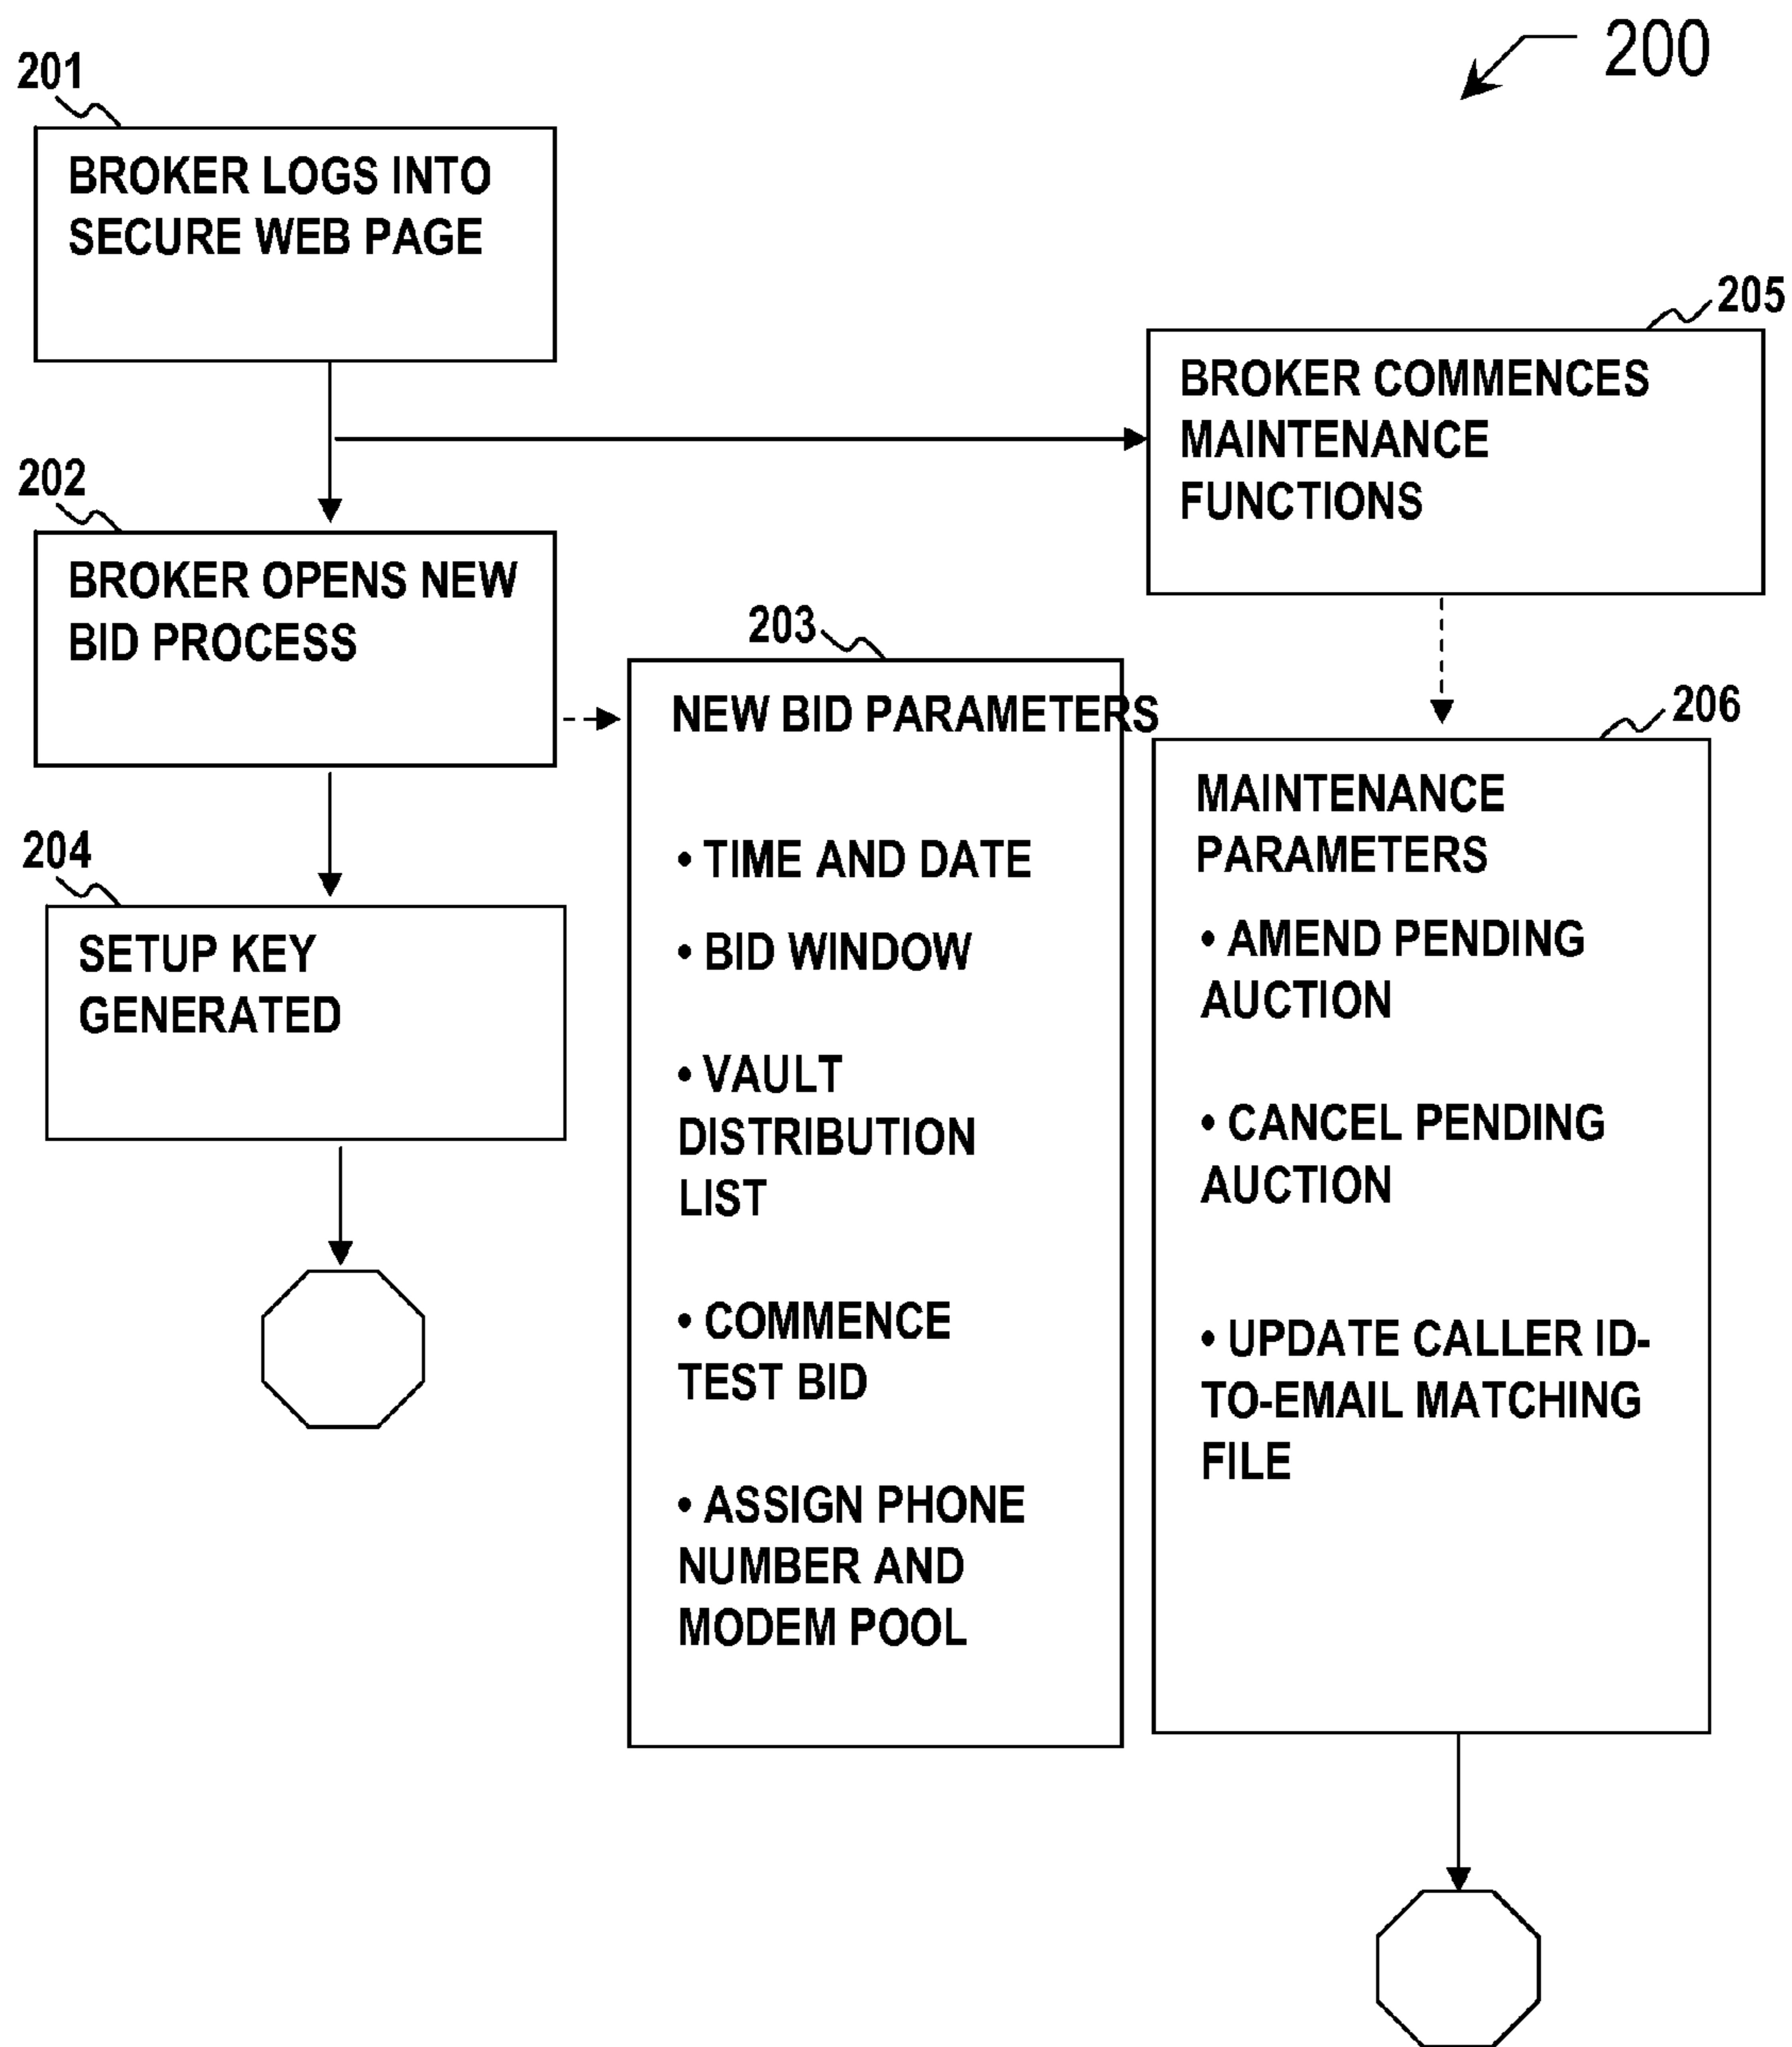 200
201
BROKER LOGS INTO
SECURE WEB PAGE
205
BROKER COMMENCES
MAINTENANCE
FUNCTIONS
202
BROKER OPENS NEW
BID PROCESS
203
NEW BID PARAMETERS
• TIME AND DATE
• BID WINDOW
• VAULT
DISTRIBUTION
LIST
• COMMENCE
TEST BID
• ASSIGN PHONE
NUMBER AND
MODEM POOL
206
MAINTENANCE
PARAMETERS
• AMEND PENDING
AUCTION
• CANCEL PENDING
AUCTION
• UPDATE CALLER ID-
TO-EMAIL MATCHING
FILE
204
SETUP KEY
GENERATED